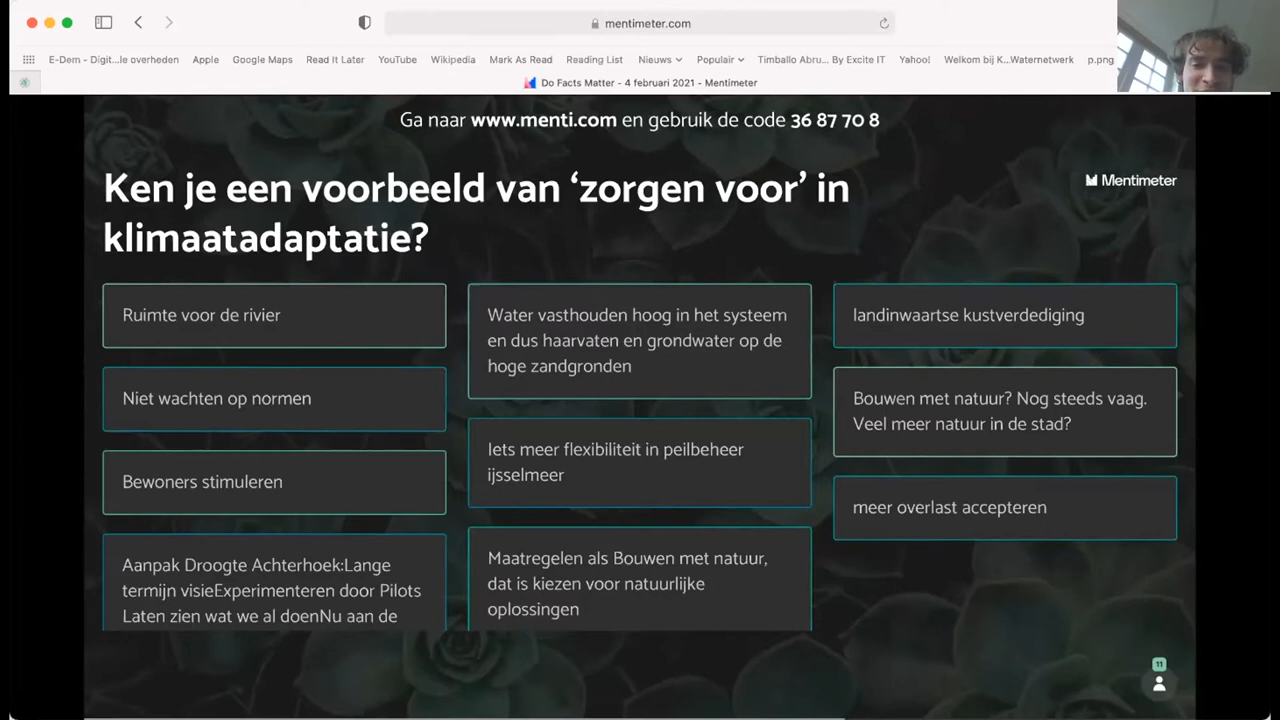 mentimeter.com
E-Dem - Digit...le overheden Apple Google Maps Read It Later YouTube Wikipedia Mark As Read Reading List Nieuws Populair Timballo Abru... By Excite IT Yahoo! Welkom bij K...Waternetwerk p.png
Do Facts Matter - 4 februari 2021 - Mentimeter
Ga naar www.menti.com en gebruik de code 36 87 70 8
Ken je een voorbeeld van ‘zorgen voor’ in
klimaatadaptatie?
Mentimeter
Ruimte voor de rivier
Niet wachten op normen
Bewoners stimuleren
Aanpak Droogte Achterhoek:Lange
termijn visieExperimenteren door Pilots
Laten zien wat we al doenNu aan de
Water vasthouden hoog in het systeem
en dus haarvaten en grondwater op de
hoge zandgronden
Iets meer flexibiliteit in peilbeheer
ijsselmeer
Maatregelen als Bouwen met natuur,
dat is kiezen voor natuurlijke
oplossingen
landinwaartse kustverdediging
Bouwen met natuur? Nog steeds vaag.
Veel meer natuur in de stad?
meer overlast accepteren
11